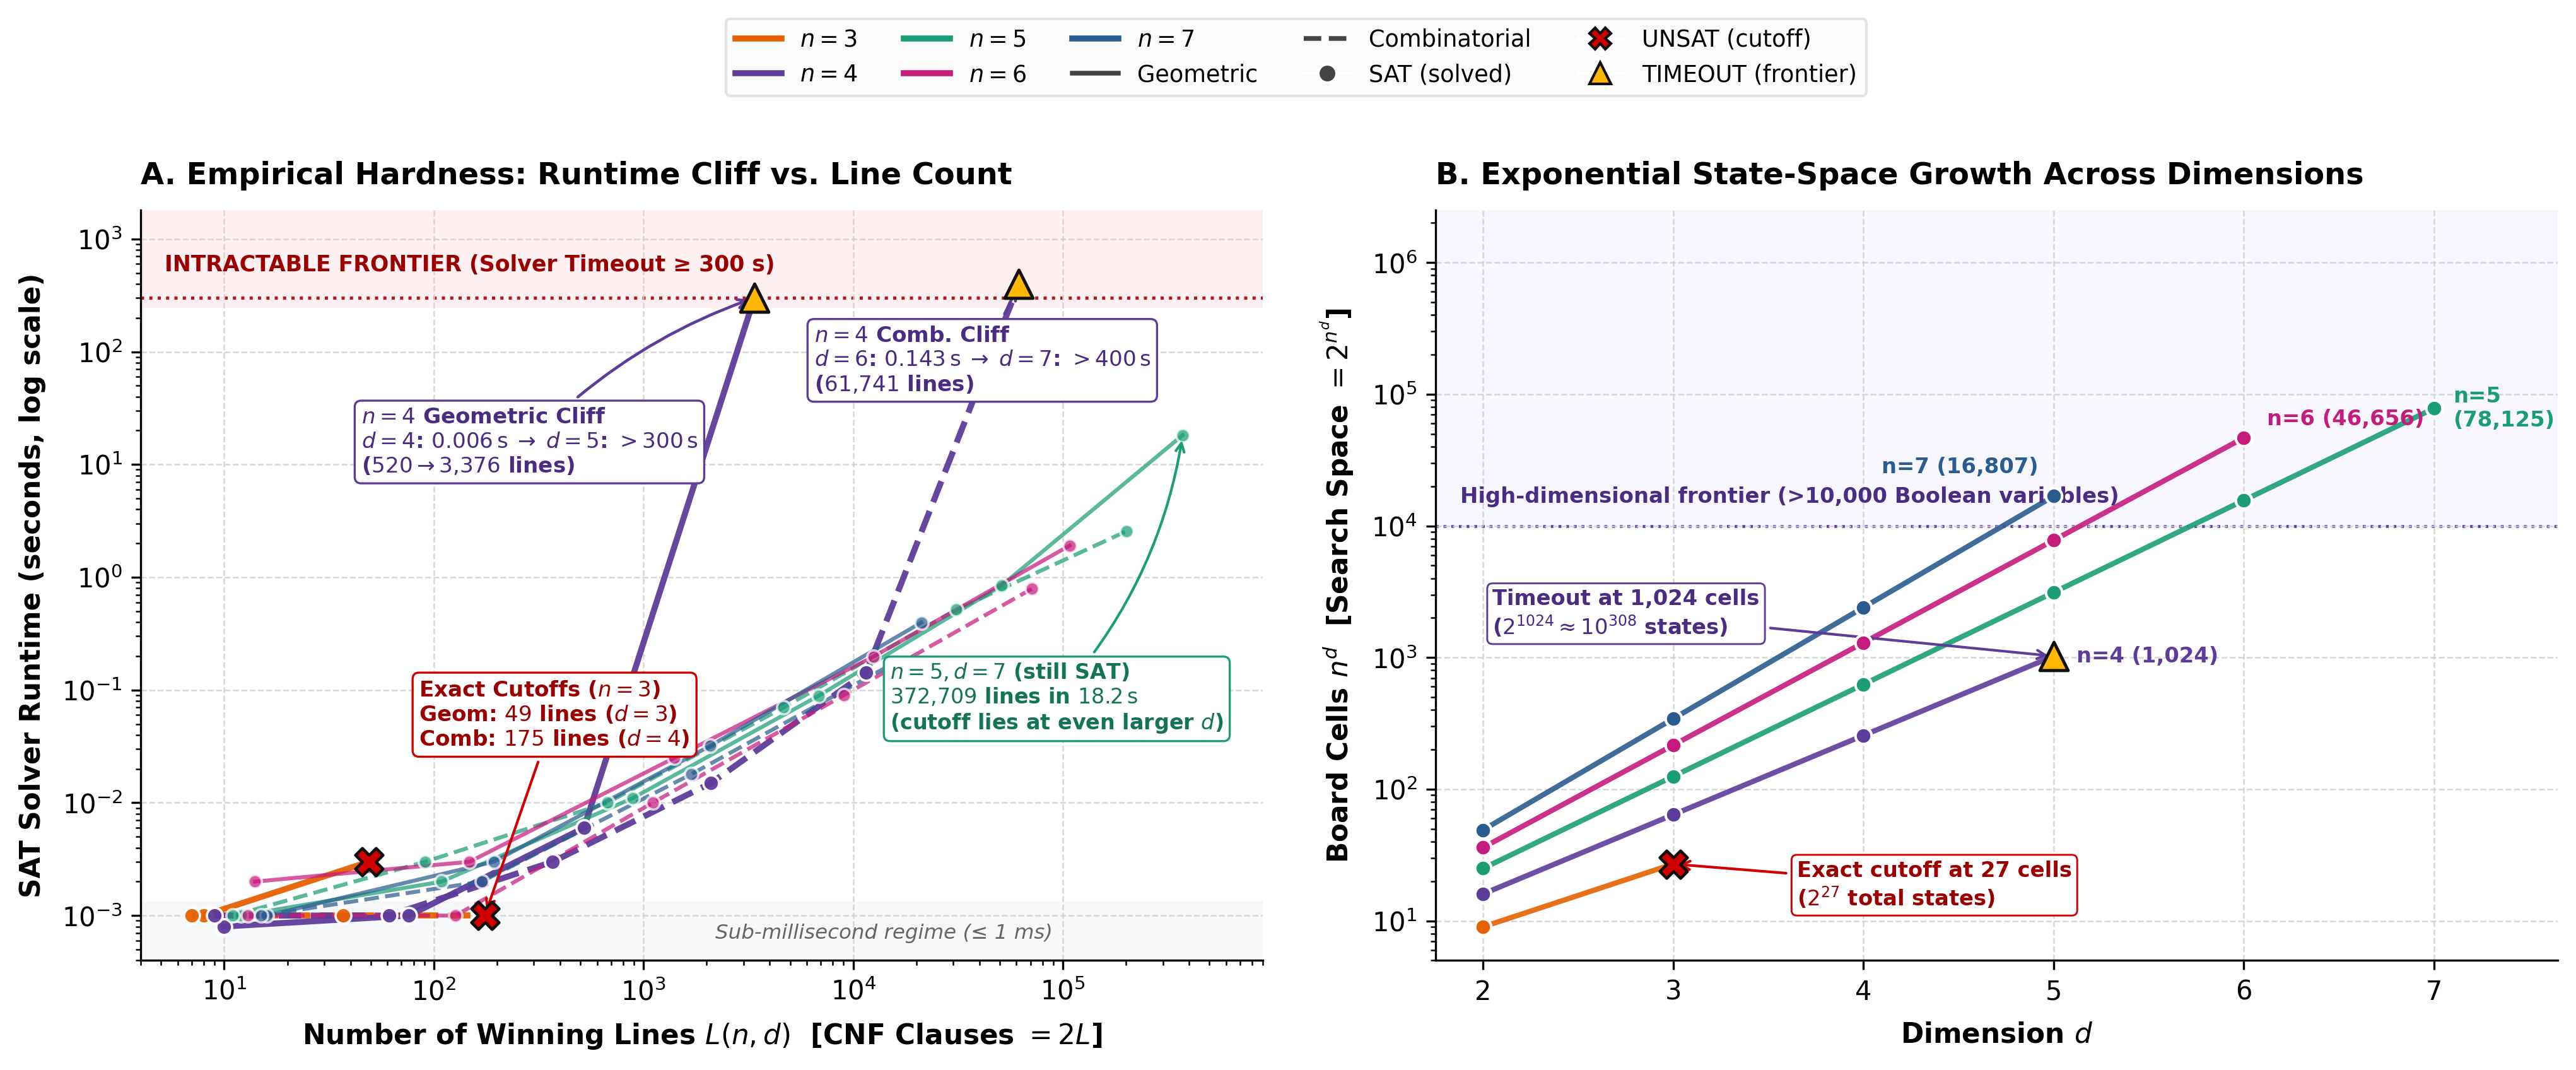 n = 3
n = 5
n = 7
Combinatorial
UNSAT (cutoff)
n = 4
n = 6
Geometric
SAT (solved)
TIMEOUT (frontier)
A. Empirical Hardness: Runtime Cliff vs. Line Count
SAT Solver Runtime (seconds, log scale)
10³
10²
10¹
10⁰
10⁻¹
10⁻²
10⁻³
INTRACTABLE FRONTIER (Solver Timeout ≥ 300 s)
n = 4 Comb. Cliff
d = 6: 0.143 s → d = 7: > 400 s
(61,741 lines)
n = 4 Geometric Cliff
d = 4: 0.006 s → d = 5: > 300 s
(520 → 3,376 lines)
n = 5, d = 7 (still SAT)
372,709 lines in 18.2 s
(cutoff lies at even larger d)
Exact Cutoffs (n = 3)
Geom: 49 lines (d = 3)
Comb: 175 lines (d = 4)
Sub-millisecond regime (≤ 1 ms)
10¹
10²
10³
10⁴
10⁵
Number of Winning Lines L(n, d) [CNF Clauses = 2L]
B. Exponential State-Space Growth Across Dimensions
Board Cells n^d [Search Space = 2^{n^d}]
10⁶
10⁵
10⁴
10³
10²
10¹
n=5
(78,125)
n=6 (46,656)
n=7 (16,807)
High-dimensional frontier (>10,000 Boolean variables)
Timeout at 1,024 cells
(2¹⁰²⁴ ≈ 10³⁰⁸ states)
n=4 (1,024)
Exact cutoff at 27 cells
(2²⁷ total states)
2
3
4
5
6
7
Dimension d